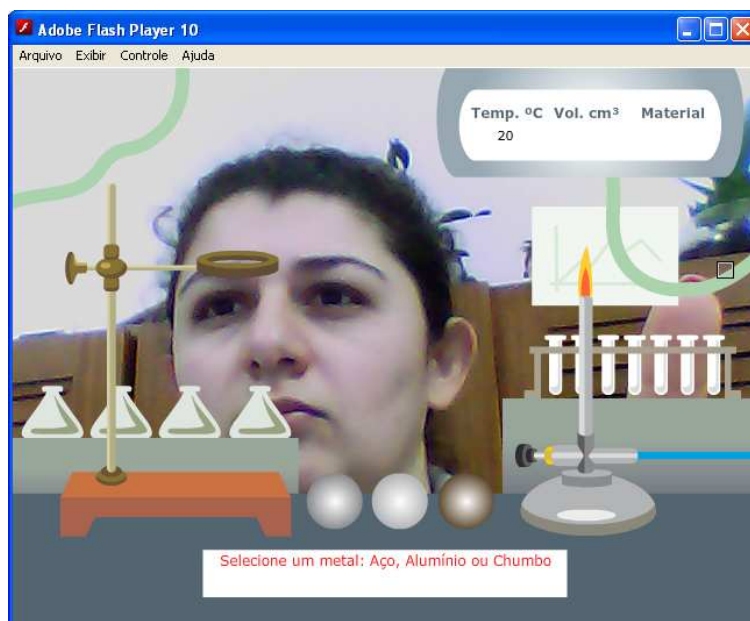 Adobe Flash Player 10
Arquivo Exibir Controle Ajuda
Temp. ºC Vol. cm³ Material
20
Selecione um metal: Aço, Alumínio ou Chumbo